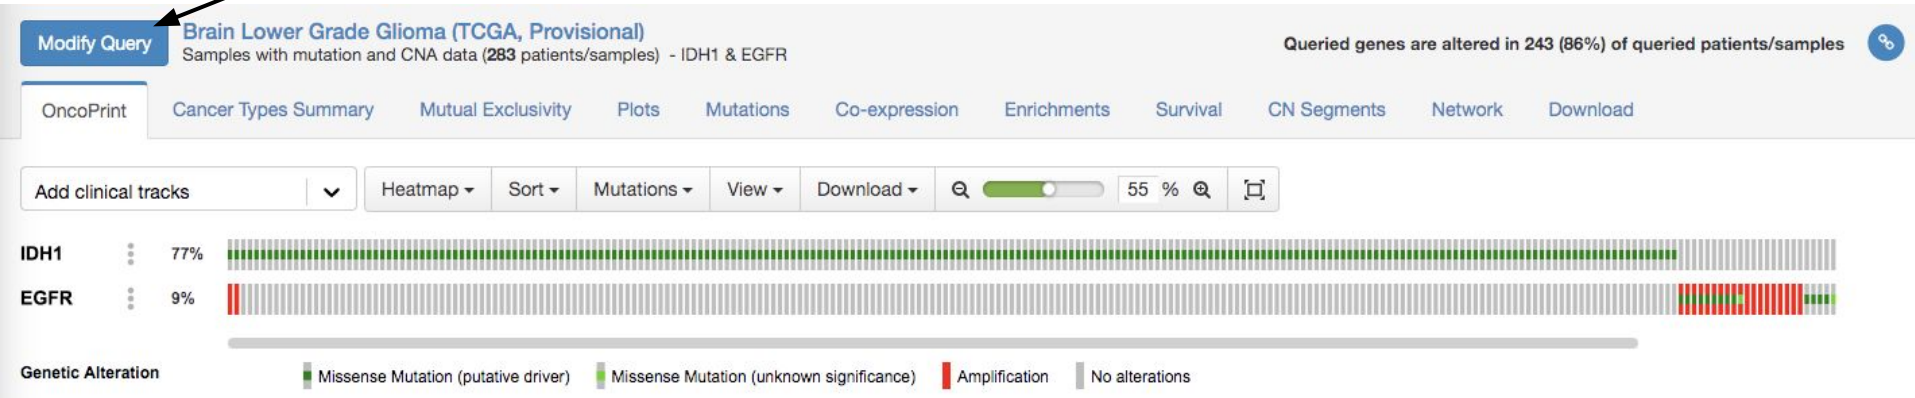 Modify Query
Brain Lower Grade Glioma (TCGA, Provisional)
Samples with mutation and CNA data (283 patients/samples) - IDH1 & EGFR
Queried genes are altered in 243 (86%) of queried patients/samples
OncoPrint Cancer Types Summary Mutual Exclusivity Plots Mutations Co-expression Enrichments Survival CN Segments Network Download
Add clinical tracks Heatmap Sort Mutations View Download 55 %
IDH1 77%
EGFR 9%
Genetic Alteration Missense Mutation (putative driver) Missense Mutation (unknown significance) Amplification No alterations